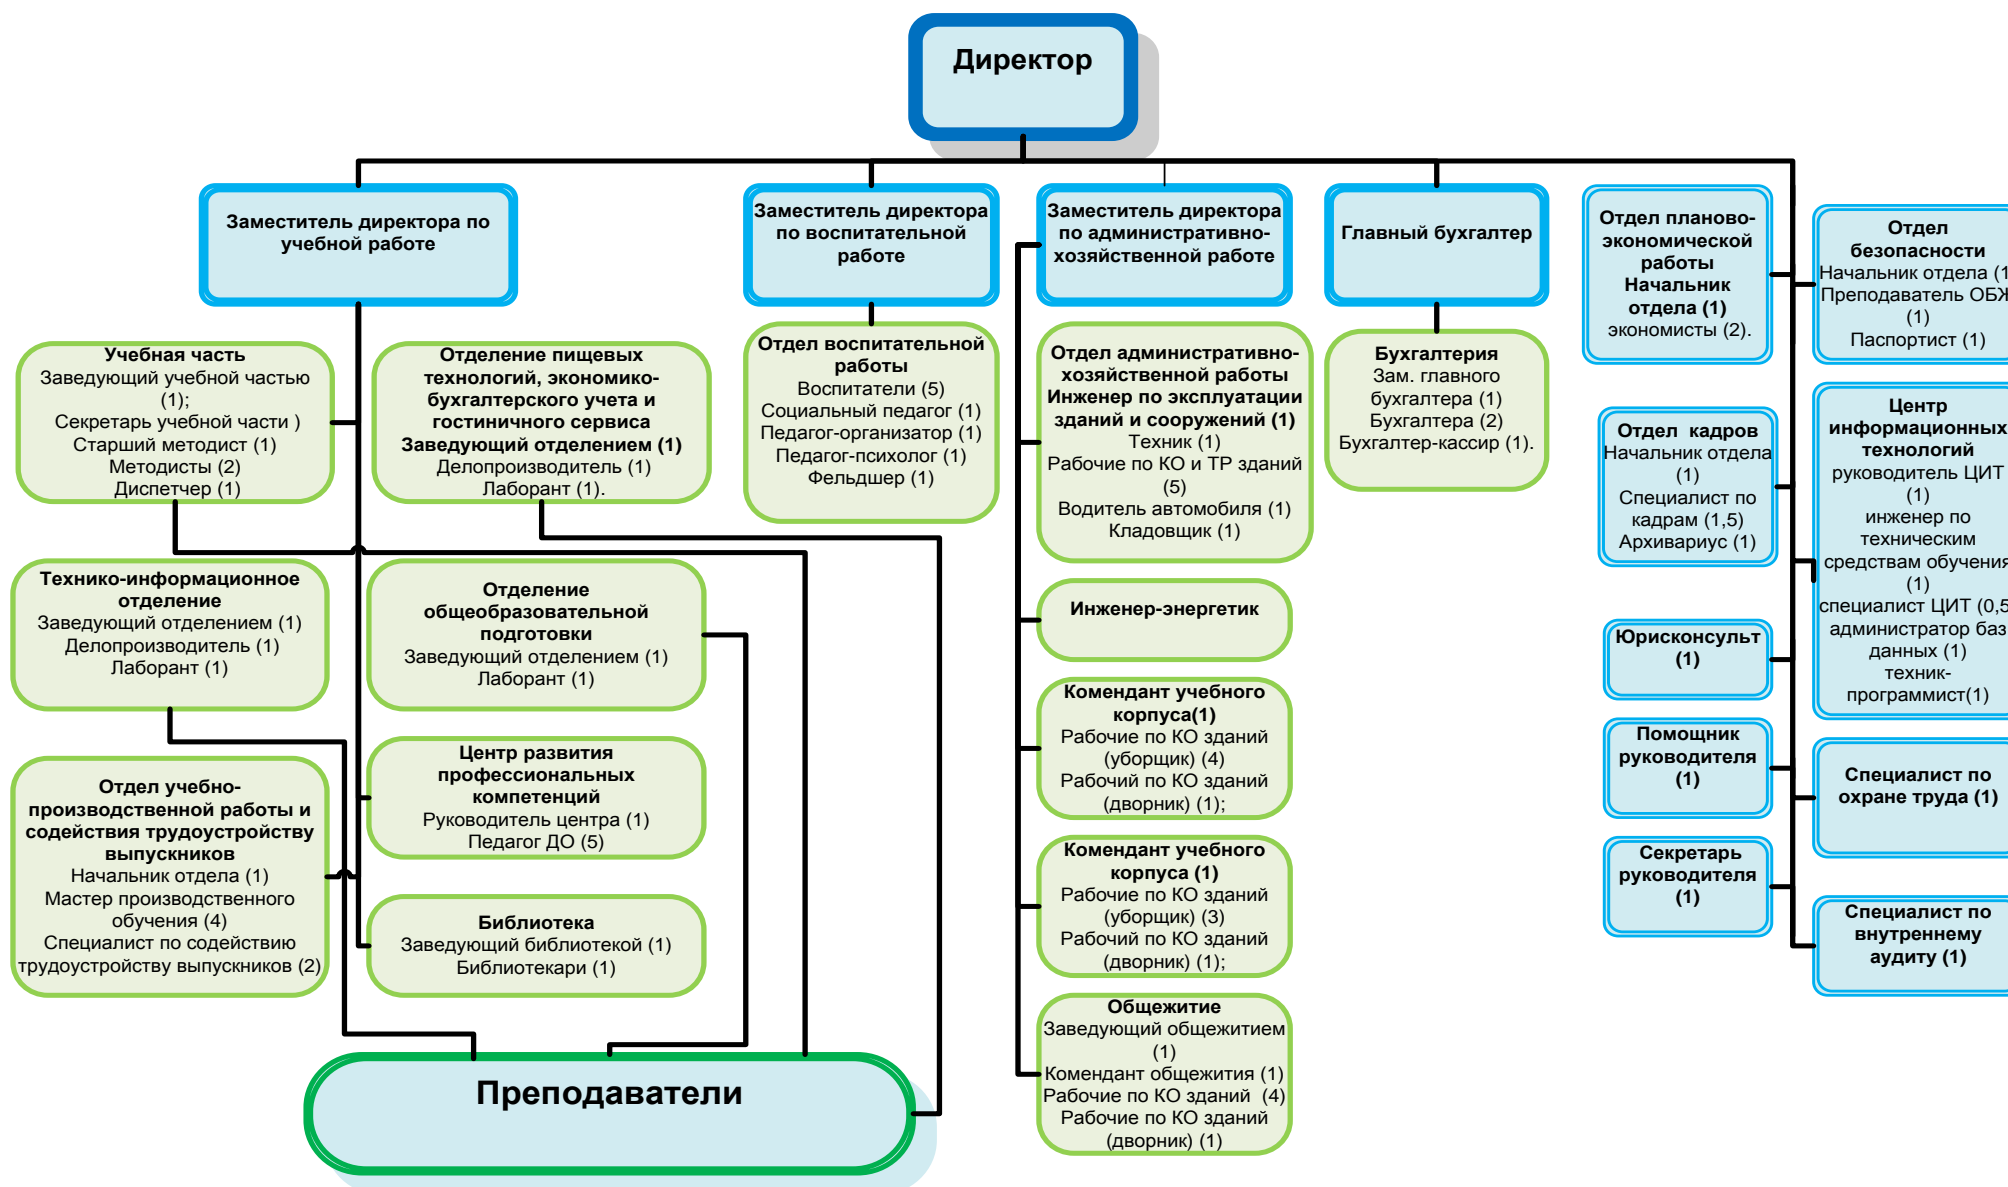 Директор
Заместитель директора по
учебной работе
Заместитель директора
по воспитательной
работе
Заместитель директора
по административно-
хозяйственной работе
Главный бухгалтер
Отдел планово-
экономической
работы
Начальник
отдела (1)
экономисты (2).
Отдел
безопасности
Начальник отдела (1
Преподаватель ОБЖ
(1)
Паспортист (1)
Учебная часть
Заведующий учебной частью
(1);
Секретарь учебной части )
Старший методист (1)
Методисты (2)
Диспетчер (1)
Отделение пищевых
технологий, экономико-
бухгалтерского учета и
гостиничного сервиса
Заведующий отделением (1)
Делопроизводитель (1)
Лаборант (1).
Отдел воспитательной
работы
Воспитатели (5)
Социальный педагог (1)
Педагог-организатор (1)
Педагог-психолог (1)
Фельдшер (1)
Отдел административно-
хозяйственной работы
Инженер по эксплуатации
зданий и сооружений (1)
Техник (1)
Рабочие по КО и ТР зданий
(5)
Водитель автомобиля (1)
Кладовщик (1)
Бухгалтерия
Зам. главного
бухгалтера (1)
Бухгалтера (2)
Бухгалтер-кассир (1).
Отдел кадров
Начальник отдела
(1)
Специалист по
кадрам (1,5)
Архивариус (1)
Центр
информационных
технологий
руководитель ЦИТ
(1)
инженер по
техническим
средствам обучения
(1)
специалист ЦИТ (0,5
администратор баз
данных (1)
техник-
программист(1)
Технико-информационное
отделение
Заведующий отделением (1)
Делопроизводитель (1)
Лаборант (1)
Отделение
общеобразовательной
подготовки
Заведующий отделением (1)
Лаборант (1)
Инженер-энергетик
Юрисконсульт
(1)
Комендант учебного
корпуса(1)
Рабочие по КО зданий
(уборщик) (4)
Рабочий по КО зданий
(дворник) (1);
Помощник
руководителя
(1)
Специалист по
охране труда (1)
Отдел учебно-
производственной работы и
содействия трудоустройству
выпускников
Начальник отдела (1)
Мастер производственного
обучения (4)
Специалист по содействию
трудоустройству выпускников (2)
Центр развития
профессиональных
компетенций
Руководитель центра (1)
Педагог ДО (5)
Комендант учебного
корпуса (1)
Рабочие по КО зданий
(уборщик) (3)
Рабочий по КО зданий
(дворник) (1);
Секретарь
руководителя
(1)
Специалист по
внутреннему
аудиту (1)
Библиотека
Заведующий библиотекой (1)
Библиотекари (1)
Общежитие
Заведующий общежитием
(1)
Комендант общежития (1)
Рабочие по КО зданий (4)
Рабочие по КО зданий
(дворник) (1)
Преподаватели